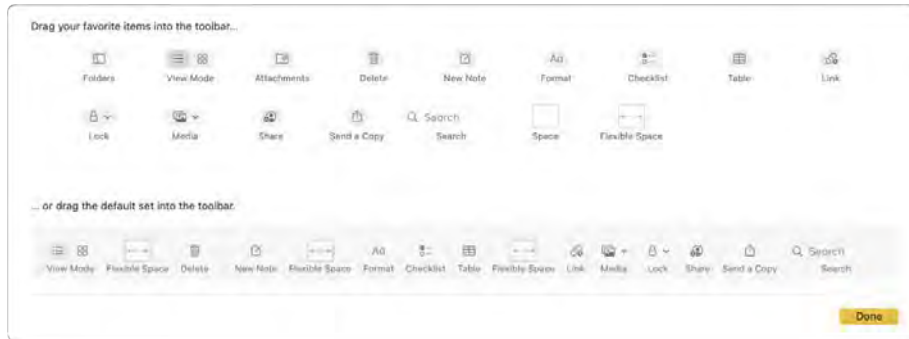 Drag your favorite items into the toolbar...
Folders View Mode Attachments Delete New Note Aa Format Checklist Table Link
Lock Media Share Send a Copy Search Search Space Flexible Space
... or drag the default set into the toolbar.
View Mode Flexible Space Delete New Note Flexible Space Aa Format Checklist Table Flexible Space Link Media Lock Share Send a Copy Search Search
Done